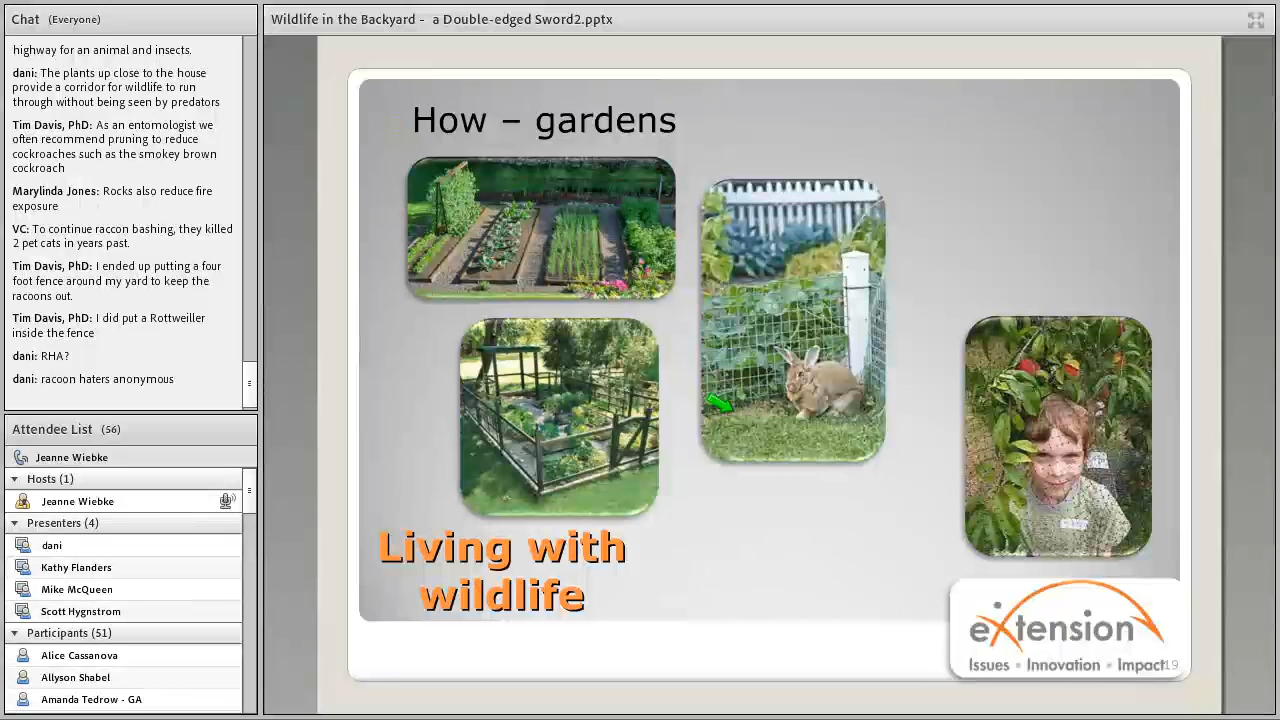 Chat (Everyone)
highway for an animal and insects.
dani: The plants up close to the house
provide a corridor for wildlife to run
through without being seen by predators
Tim Davis, PhD: As an entomologist we
often recommend pruning to reduce
cockroaches such as the smokey brown
cockroach
Marylinda Jones: Rocks also reduce fire
exposure
VC: To continue raccon bashing, they killed
2 pet cats in years past.
Tim Davis, PhD: I ended up putting a four
foot fence around my yard to keep the
racoons out.
Tim Davis, PhD: I did put a Rottweiller
inside the fence
dani: RHA?
dani: racoon haters anonymous
Attendee List (56)
Jeanne Wiebke
Hosts (1)
Jeanne Wiebke
Presenters (4)
dani
Kathy Flanders
Mike McQueen
Scott Hygnstrom
Participants (51)
Alice Cassanova
Allyson Shabel
Amanda Tedrow - GA
Wildlife in the Backyard - a Double-edged Sword2.pptx
How – gardens
Living with
wildlife
eXtension
Issues • Innovation • Impact
19